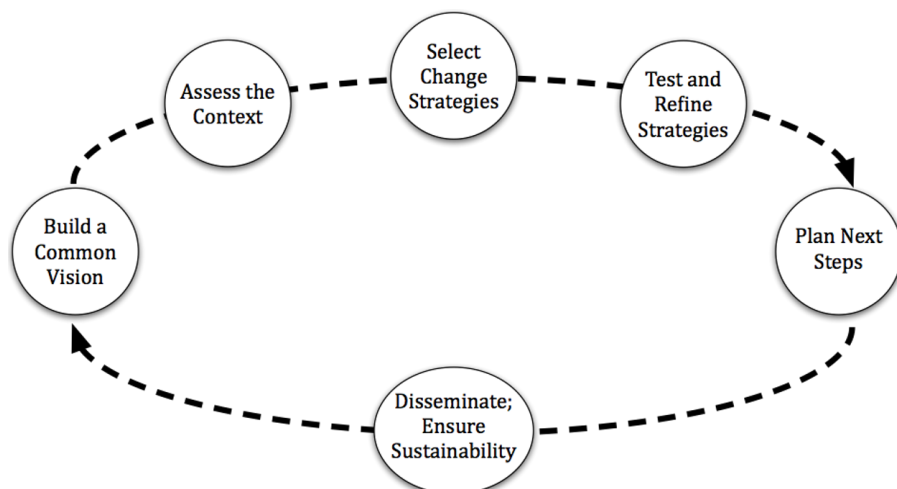 Build a
Common
Vision
Assess the
Context
Select
Change
Strategies
Test and
Refine
Strategies
Plan Next
Steps
Disseminate;
Ensure
Sustainability